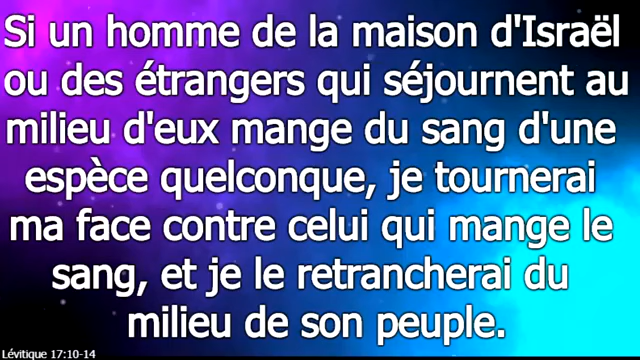 Si un homme de la maison d'Israël
ou des étrangers qui séjournent au
milieu d'eux mange du sang d'une
espèce quelconque, je tournerai
ma face contre celui qui mange le
sang, et je le retrancherai du
milieu de son peuple.
Lévitique 17:10-14